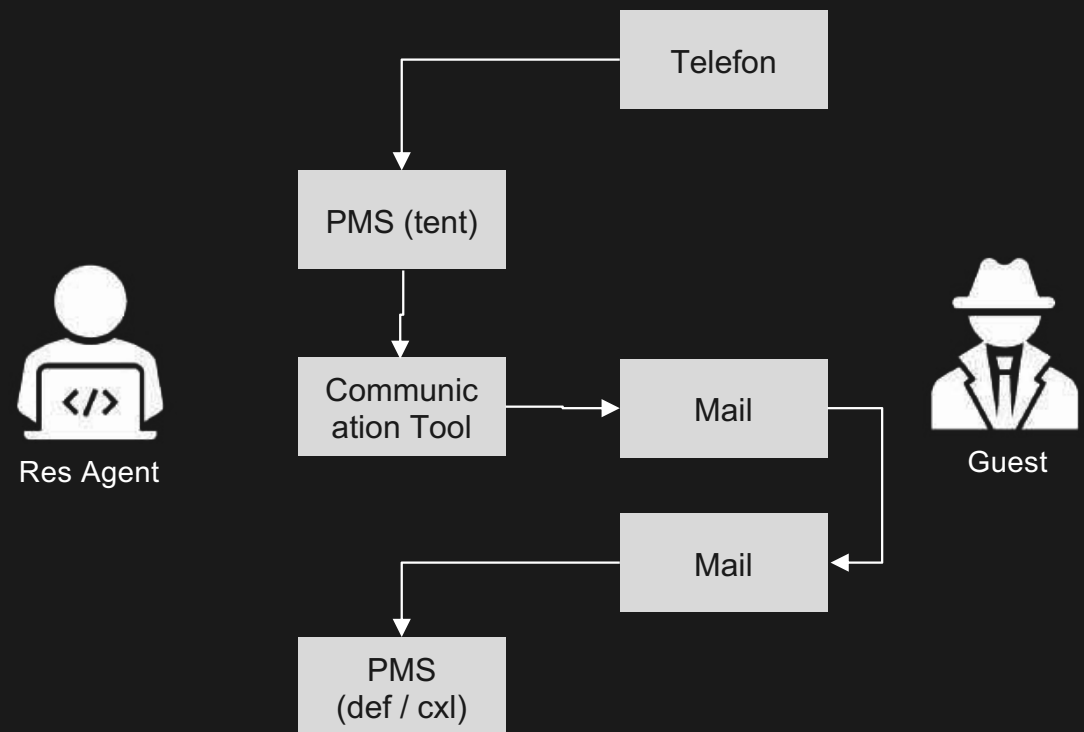 Telefon
PMS (tent)
</>
Res Agent
Communic
ation Tool
Mail
Guest
Mail
PMS
(def / cxl)